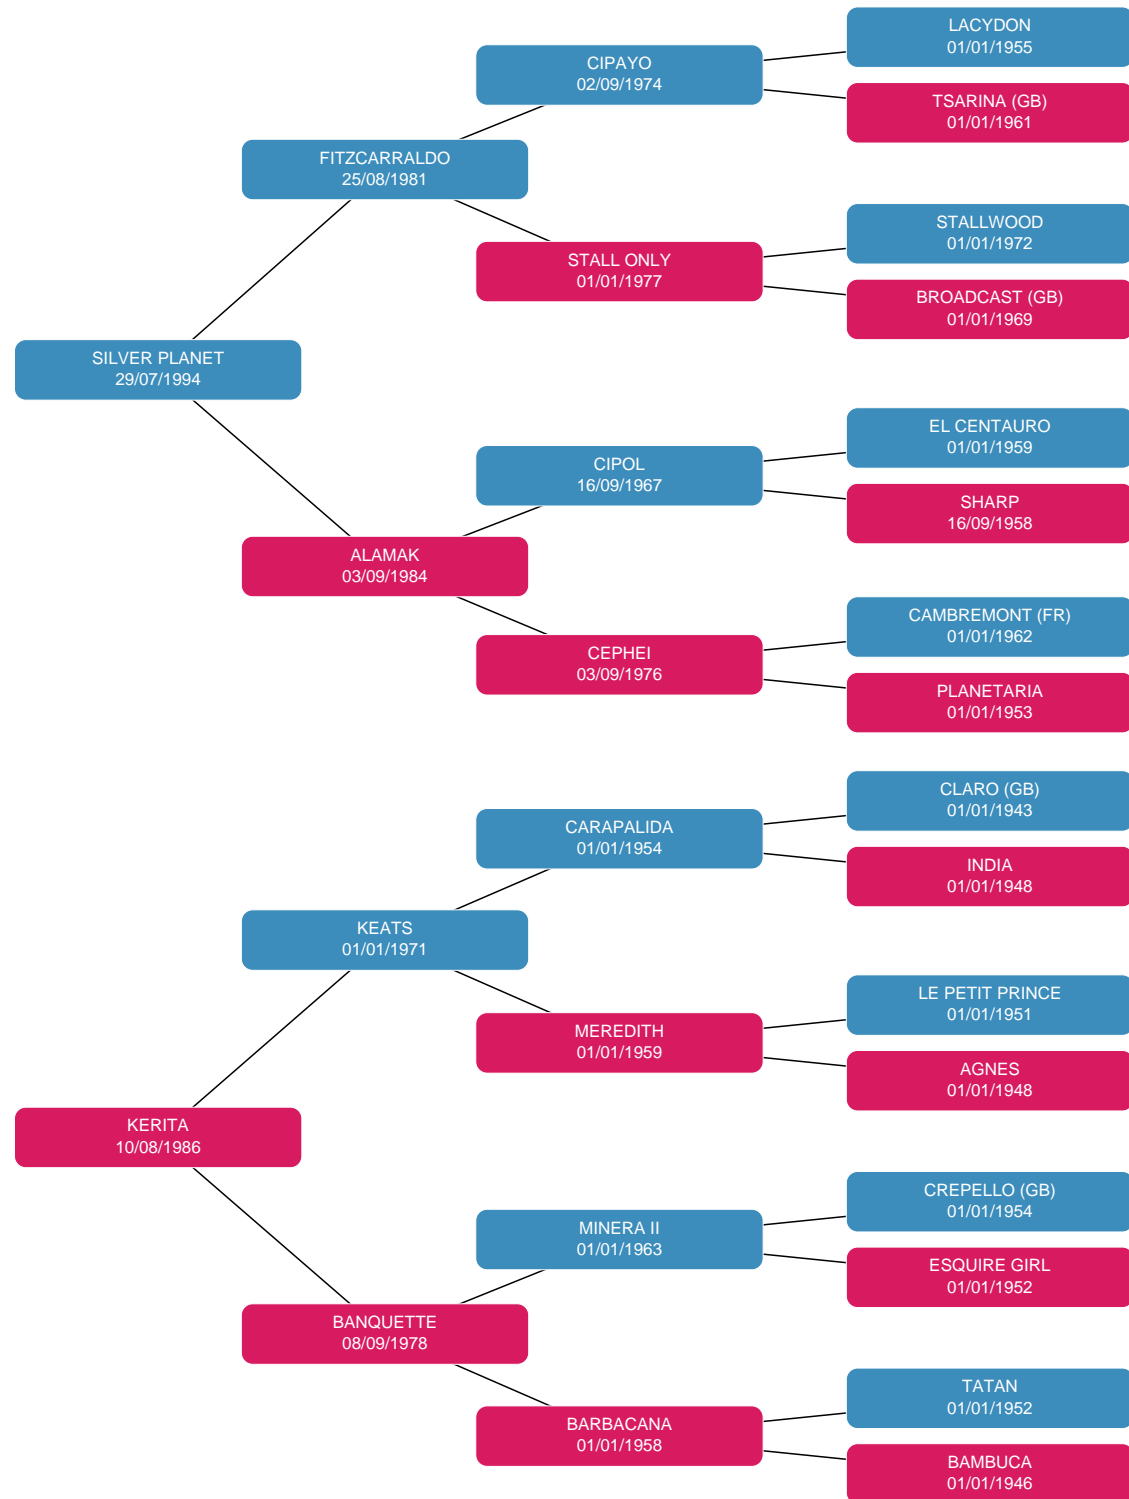 LACYDON
01/01/1955
CIPAYO
02/09/1974
TSARINA (GB)
01/01/1961
FITZCARRALDO
25/08/1981
STALLWOOD
01/01/1972
STALL ONLY
01/01/1977
BROADCAST (GB)
01/01/1969
SILVER PLANET
29/07/1994
EL CENTAURO
01/01/1959
CIPOL
16/09/1967
SHARP
16/09/1958
ALAMAK
03/09/1984
CAMBREMONT (FR)
01/01/1962
CEPHEI
03/09/1976
PLANETARIA
01/01/1953
CLARO (GB)
01/01/1943
CARAPALIDA
01/01/1954
INDIA
01/01/1948
KEATS
01/01/1971
LE PETIT PRINCE
01/01/1951
MEREDITH
01/01/1959
AGNES
01/01/1948
KERITA
10/08/1986
CREPELLO (GB)
01/01/1954
MINERA II
01/01/1963
ESQUIRE GIRL
01/01/1952
BANQUETTE
08/09/1978
TATAN
01/01/1952
BARBACANA
01/01/1958
BAMBUCA
01/01/1946